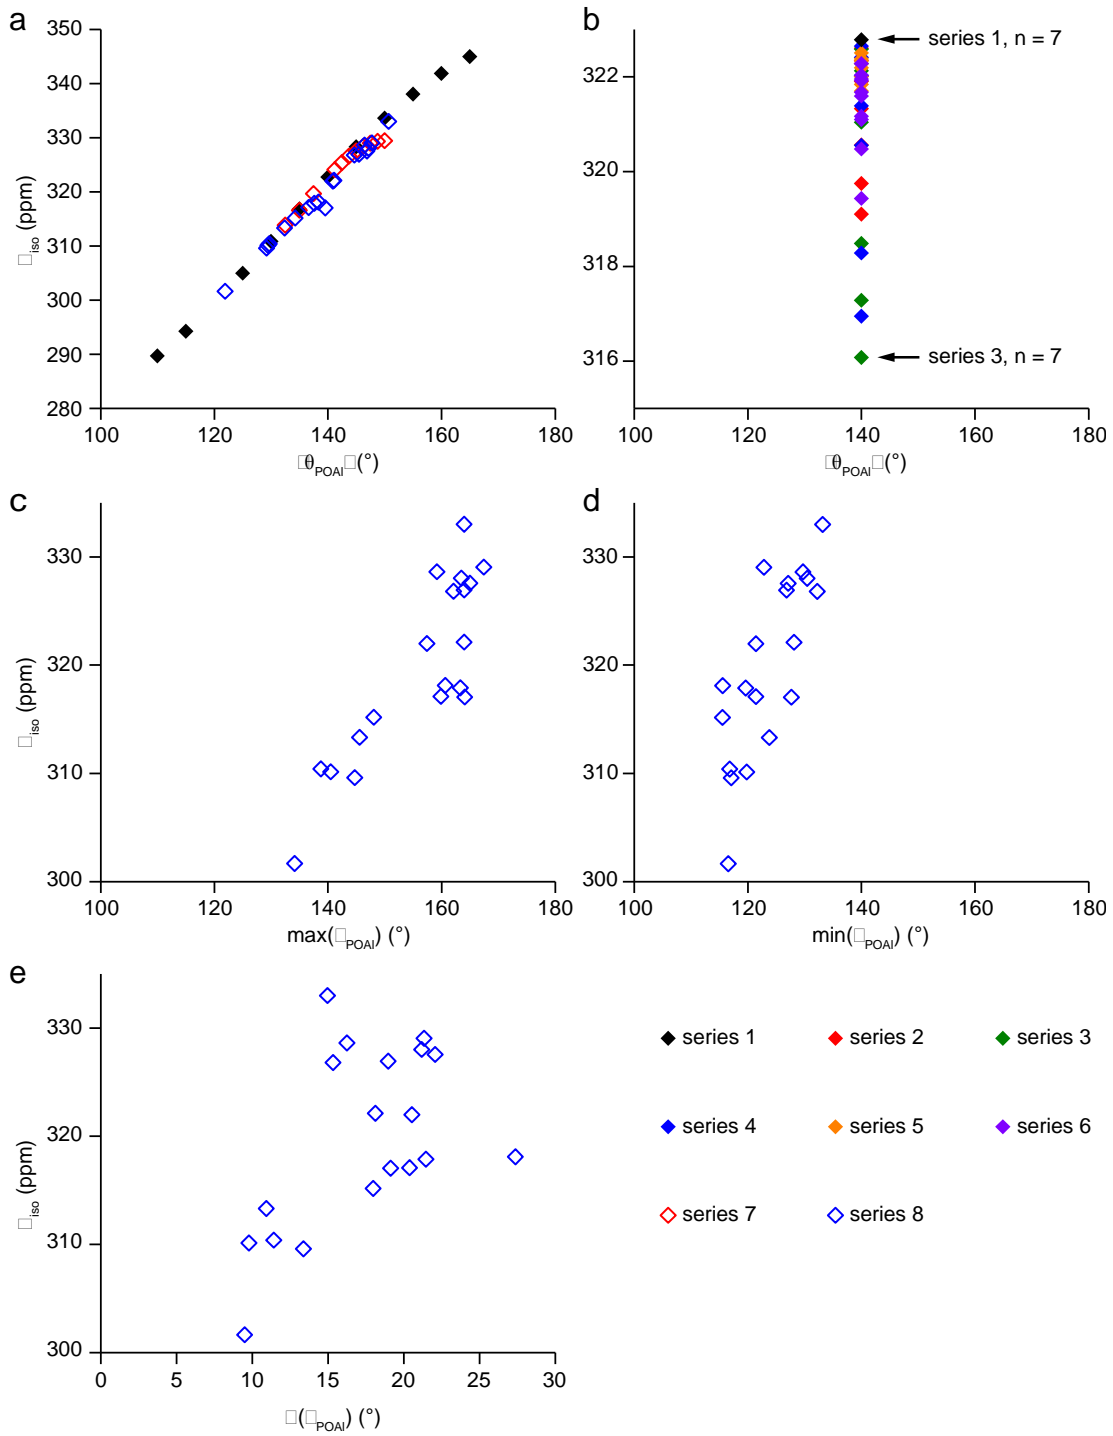 a
350
340
330
320
310
300
290
280
□iso (ppm)
100 120 140 160 180
□θPOAl□(°)
b
322
320
318
316
series 1, n = 7
series 3, n = 7
100 120 140 160 180
□θPOAl□(°)
c
330
320
310
300
□iso (ppm)
100 120 140 160 180
max(□POAl) (°)
d
330
320
310
300
100 120 140 160 180
min(□POAl) (°)
e
330
320
310
300
□iso (ppm)
0 5 10 15 20 25 30
□(□POAl) (°)
series 1 series 2 series 3
series 4 series 5 series 6
series 7 series 8